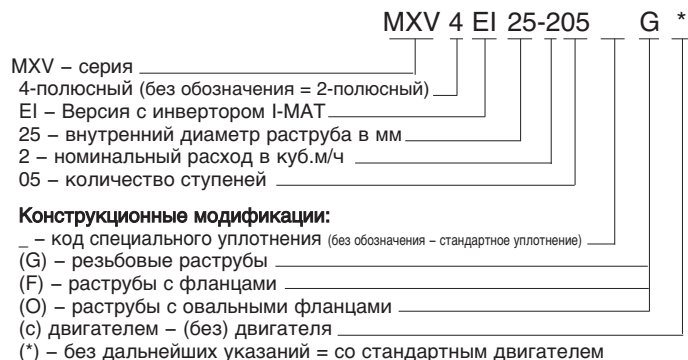 MXV 4 EI 25-205 _ G *
MXV – серия
4-полюсный (без обозначения = 2-полюсный)
EI – Версия с инвертором I-MAT
25 – внутренний диаметр раструба в мм
2 – номинальный расход в куб.м/ч
05 – количество ступеней
Конструкционные модификации:
_ – код специального уплотнения (без обозначения – стандартное уплотнение)
(G) – резьбовые раструбы
(F) – раструбы с фланцами
(O) – раструбы с овальными фланцами
(с) двигателем – (без) двигателя
(*) – без дальнейших указаний = со стандартным двигателем